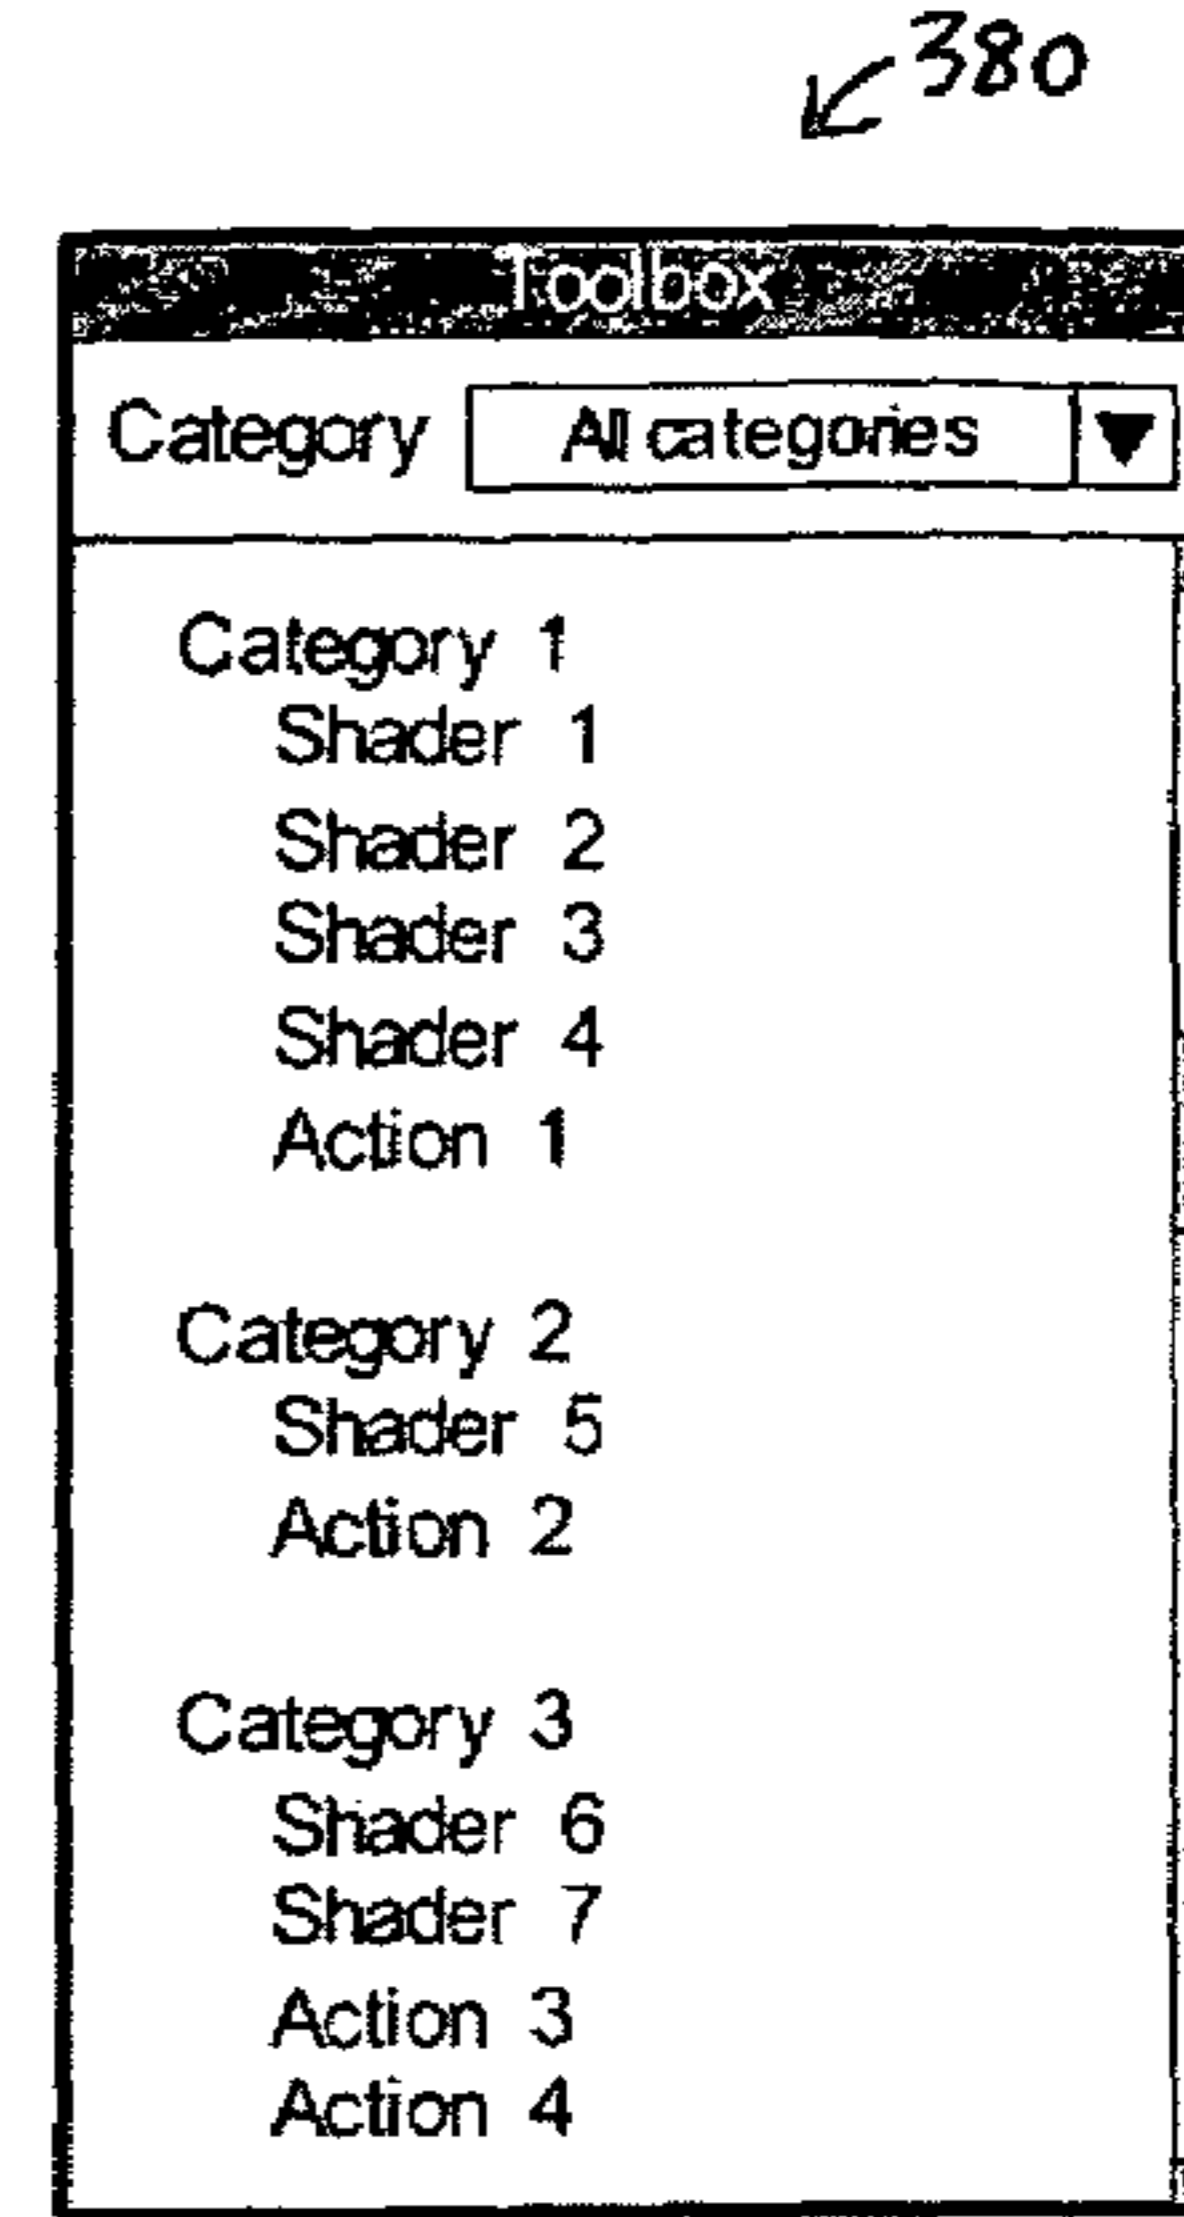 380
Toolbox
Category All categories
Category 1
Shader 1
Shader 2
Shader 3
Shader 4
Action 1
Category 2
Shader 5
Action 2
Category 3
Shader 6
Shader 7
Action 3
Action 4